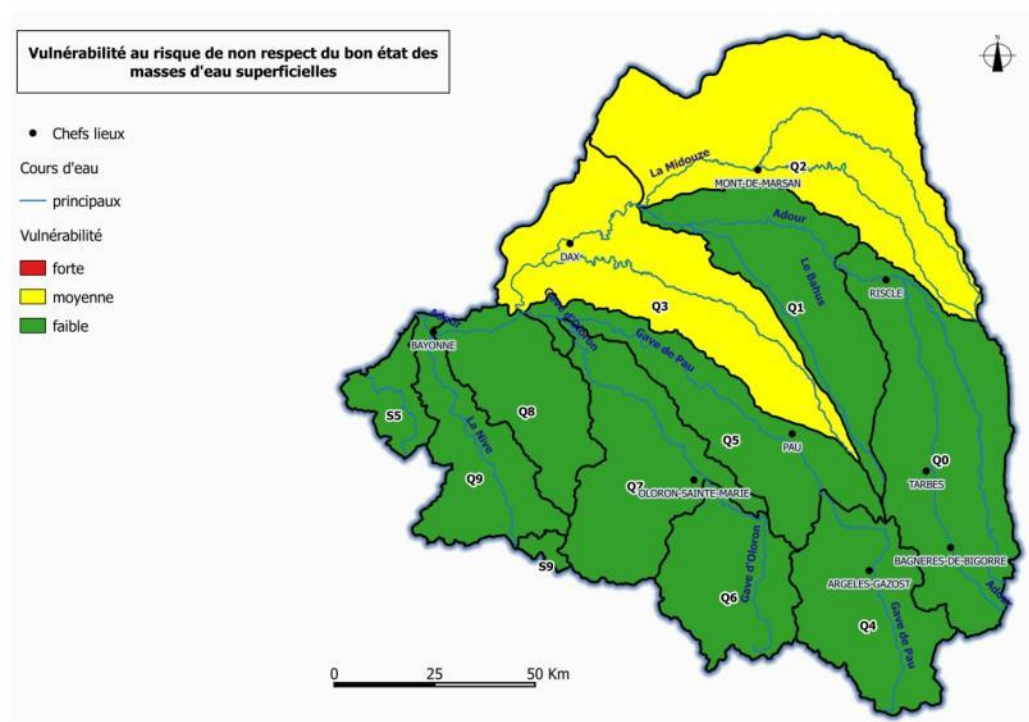 Vulnérabilité au risque de non respect du bon état des
masses d'eau superficielles
N
Chefs lieux
Cours d'eau
principaux
Vulnérabilité
forte
moyenne
faible
La Midouze
Q2
MONT-DE-MARSAN
Adour
DAX
Le Bahus
RISCLE
Q3
Q1
Gave d'Oloron
Adour
BAYONNE
Gave de Pau
S5
Q8
La Nive
Q5
PAU
Q9
Q7
OLORON-SAINTE-MARIE
Q0
TARBES
S9
Gave d'Oloron
BAGNERES-DE-BIGORRE
ARGELES-GAZOST
Adour
Q6
Q4
Gave de Pau
0 25 50 Km